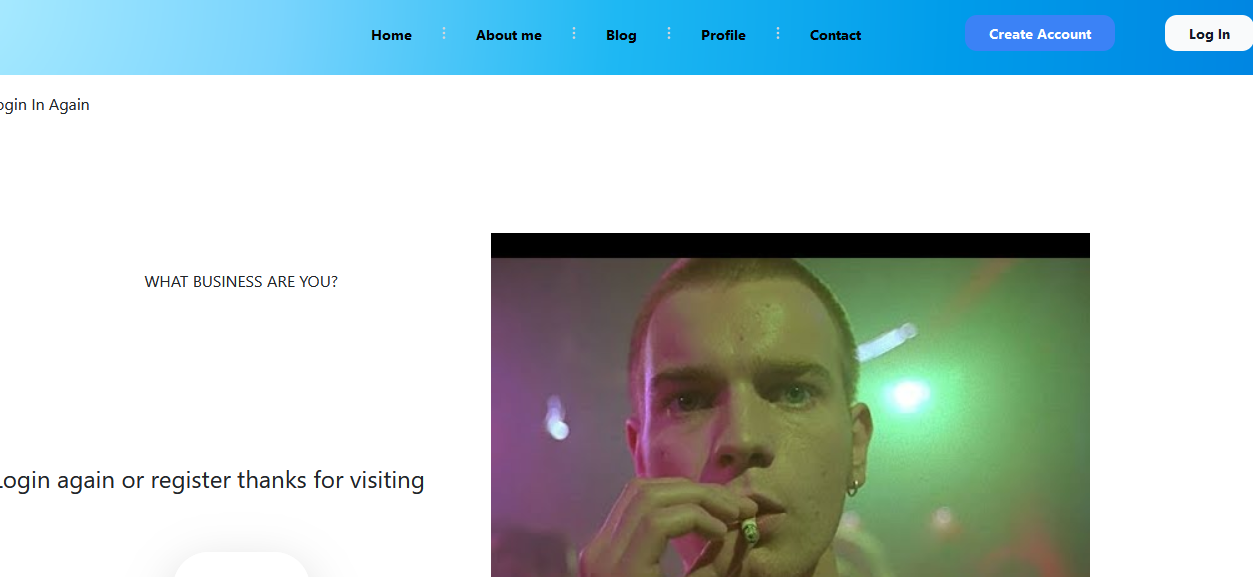 Home About me Blog Profile Contact Create Account Log In
ogin In Again
WHAT BUSINESS ARE YOU?
Login again or register thanks for visiting